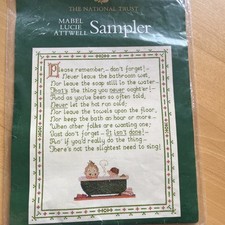 THE NATIONAL TRUST
MABEL
LUCIE
ATTWELL
Sampler
Please remember, - don't forget! -
Never leave the bathroom wet,
Never leave the soap still in the water -
That's the thing you never ought'er! -
And as you've been so often told,
Never let the hot run cold;
Nor leave the towels upon the floor,
Nor keep the bath an hour or more -
When other folks are wanting one;
Just don't forget! - It isn't done! -
And if you'd really do the thing -
There's not the slightest need to sing!